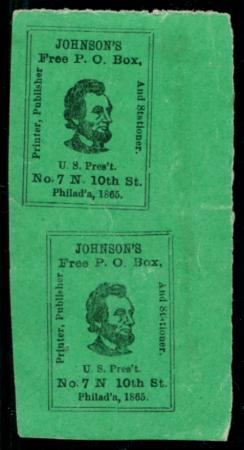 JOHNSON'S
Free P. O. Box,
Printer, Publisher
And Stationer.
U. S. Pres't.
No. 7 N. 10th St.
Philad'a, 1865.
JOHNSON'S
Free P. O. Box,
Printer, Publisher
And Stationer.
U. S. Pres't.
No. 7 N 10th St.
Philad'a, 1865.